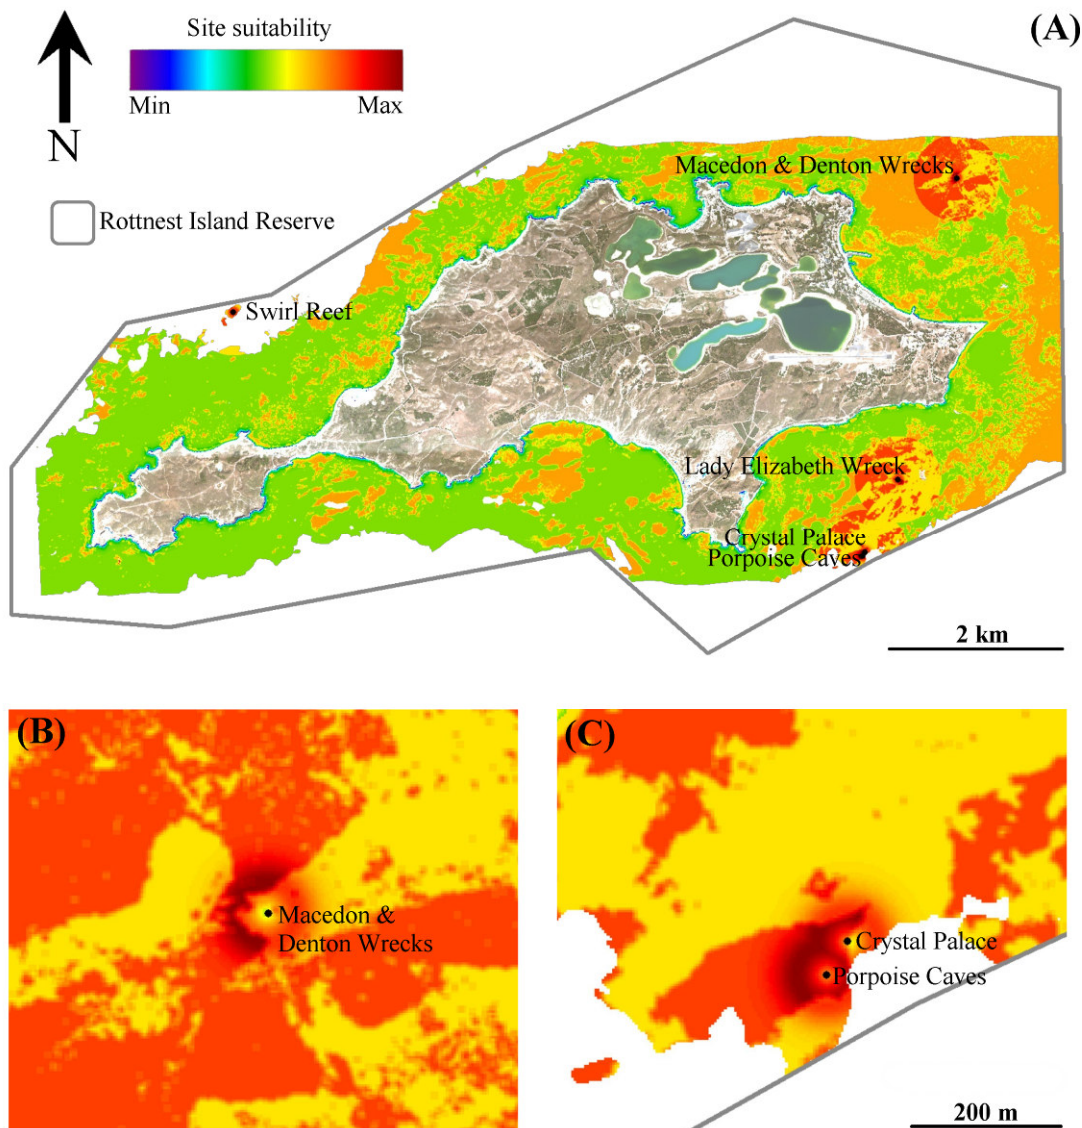 (A)
Site suitability
Min
Max
N
Macedon & Denton Wrecks
Rottnest Island Reserve
Swirl Reef
Lady Elizabeth Wreck
Crystal Palace
Porpoise Caves
2 km
(B)
Macedon &
Denton Wrecks
(C)
Crystal Palace
Porpoise Caves
200 m